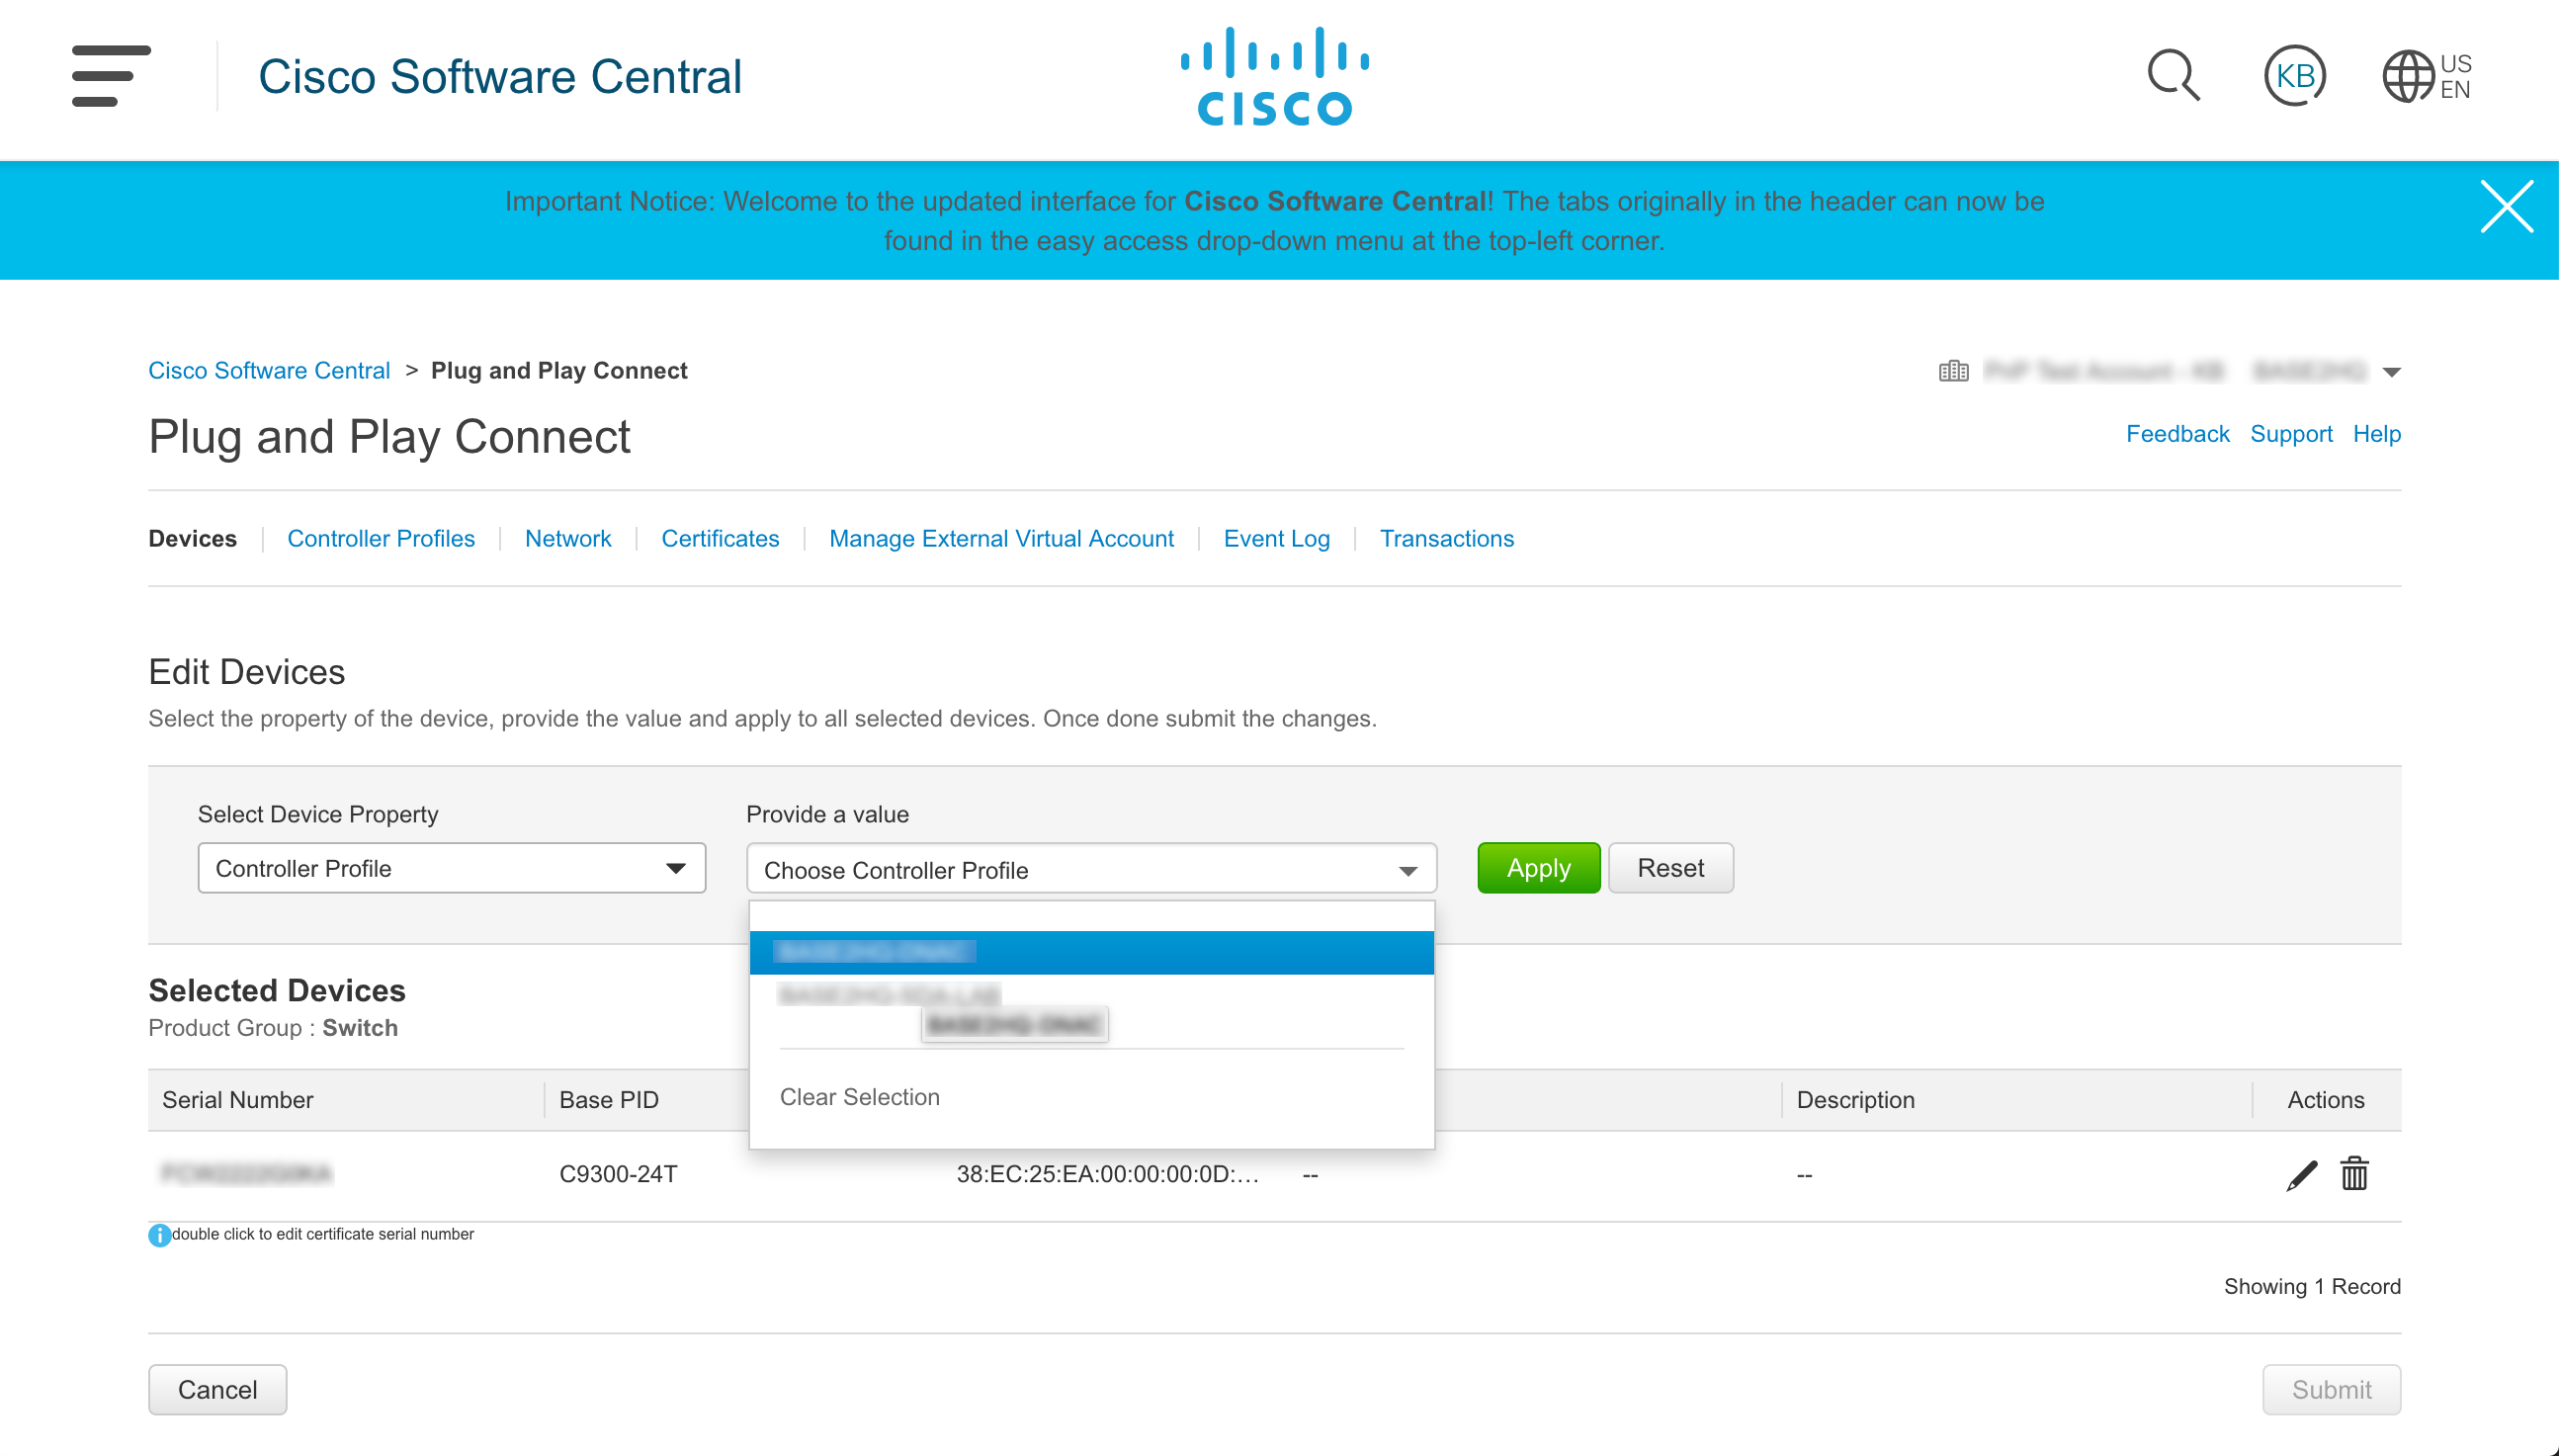 Cisco Software Central
CISCO
KB
US
EN
Important Notice: Welcome to the updated interface for Cisco Software Central! The tabs originally in the header can now be
found in the easy access drop-down menu at the top-left corner.
Cisco Software Central > Plug and Play Connect
Plug and Play Connect
Feedback Support Help
Devices Controller Profiles Network Certificates Manage External Virtual Account Event Log Transactions
Edit Devices
Select the property of the device, provide the value and apply to all selected devices. Once done submit the changes.
Select Device Property Provide a value
Controller Profile Choose Controller Profile Apply Reset
Selected Devices
Product Group : Switch
Clear Selection
Serial Number Base PID Description Actions
C9300-24T 38:EC:25:EA:00:00:00:0D:... -- --
double click to edit certificate serial number
Showing 1 Record
Cancel Submit